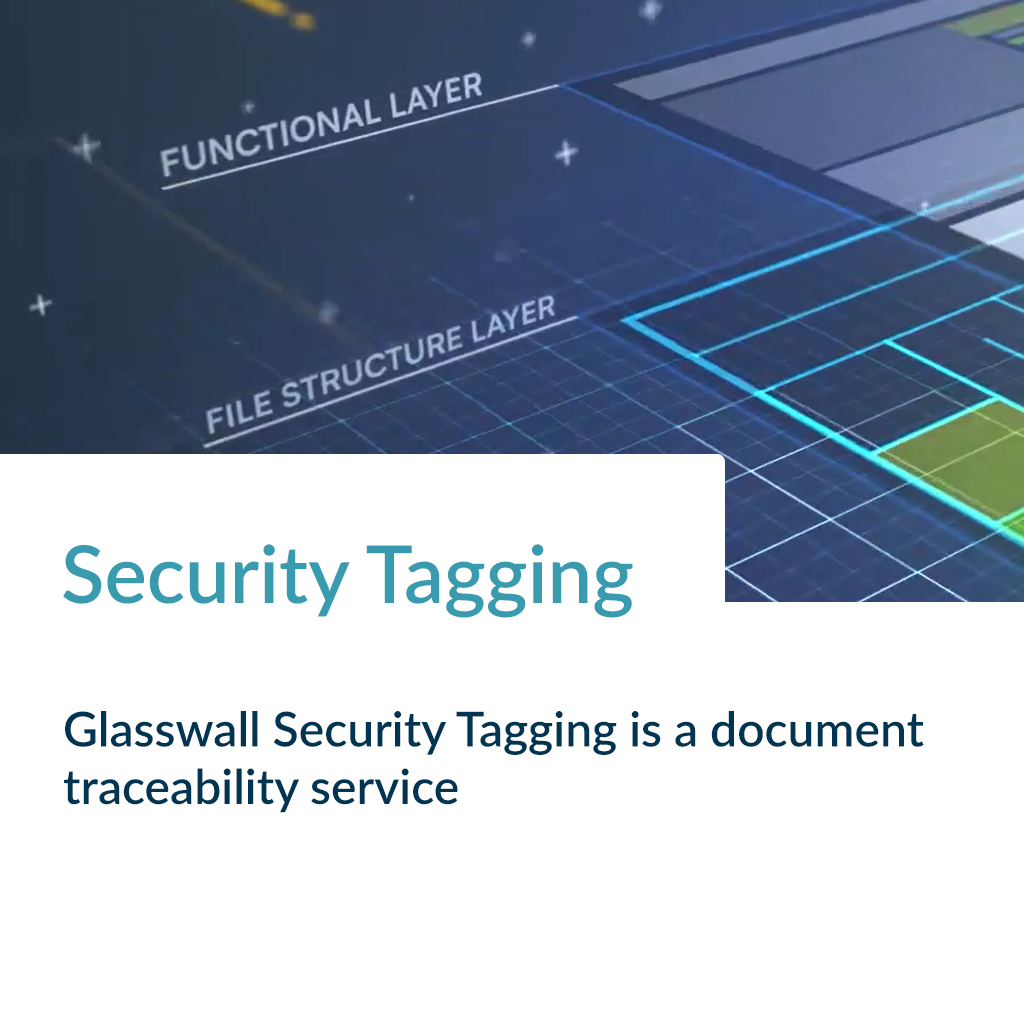 FUNCTIONAL LAYER
FILE STRUCTURE LAYER
Security Tagging
Glasswall Security Tagging is a document
traceability service